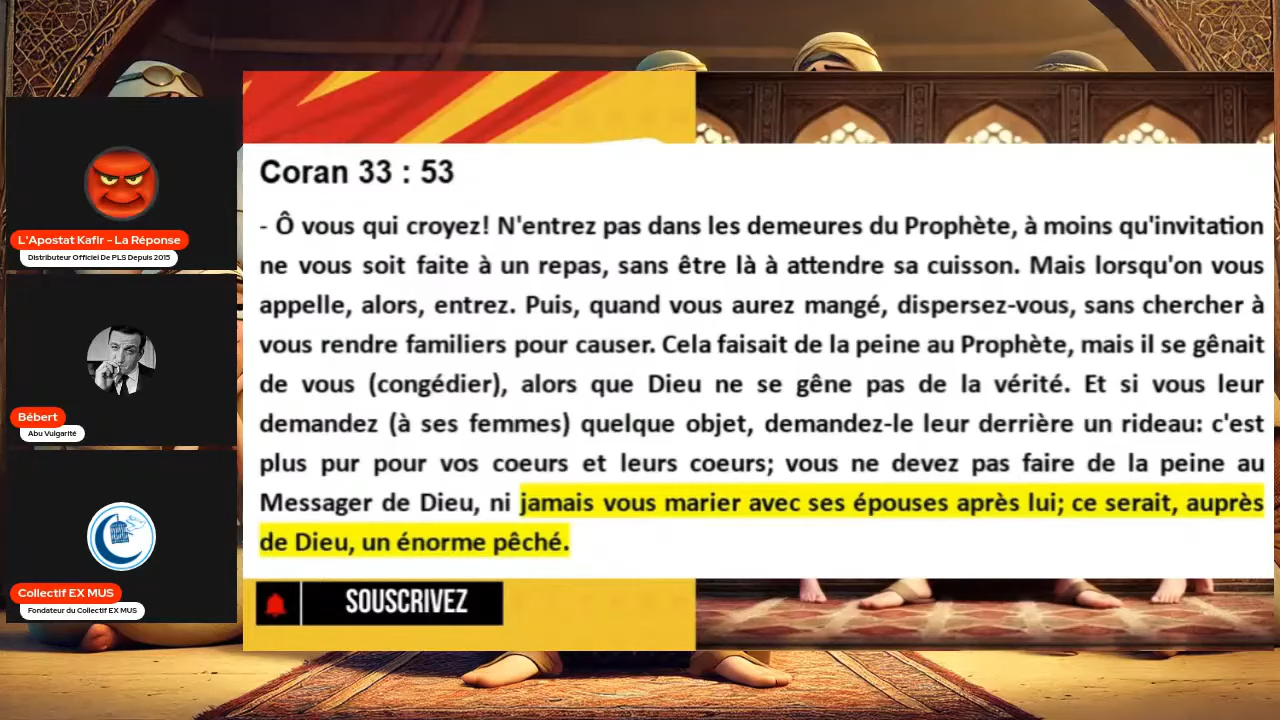 L'Apostat Kafir - La Réponse
Distributeur Officiel De PLS Depuis 2015
Bébert
Abu Vulgarité
Collectif EX MUS
Fondateur du Collectif EX MUS
Coran 33 : 53
- Ô vous qui croyez! N'entrez pas dans les demeures du Prophète, à moins qu'invitation
ne vous soit faite à un repas, sans être là à attendre sa cuisson. Mais lorsqu'on vous
appelle, alors, entrez. Puis, quand vous aurez mangé, dispersez-vous, sans chercher à
vous rendre familiers pour causer. Cela faisait de la peine au Prophète, mais il se gênait
de vous (congédier), alors que Dieu ne se gêne pas de la vérité. Et si vous leur
demandez (à ses femmes) quelque objet, demandez-le leur derrière un rideau: c'est
plus pur pour vos coeurs et leurs coeurs; vous ne devez pas faire de la peine au
Messager de Dieu, ni jamais vous marier avec ses épouses après lui; ce serait, auprès
de Dieu, un énorme pêché.
SOUSCRIVEZ